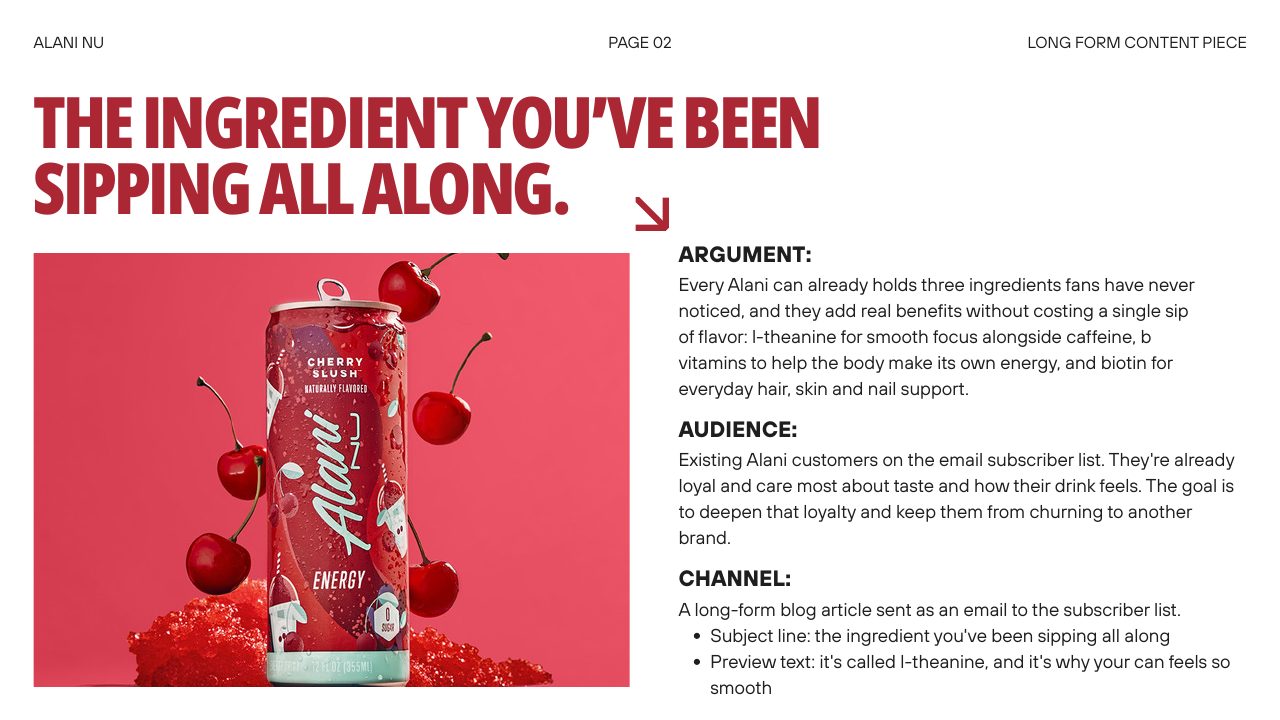 ALANI NU
PAGE 02
LONG FORM CONTENT PIECE
THE INGREDIENT YOU’VE BEEN
SIPPING ALL ALONG.
CHERRY
SLUSH
NATURALLY FLAVORED
Alani
NU
ENERGY
0
SUGAR
12 FL OZ (355ML)
ARGUMENT:
Every Alani can already holds three ingredients fans have never
noticed, and they add real benefits without costing a single sip
of flavor: l-theanine for smooth focus alongside caffeine, b
vitamins to help the body make its own energy, and biotin for
everyday hair, skin and nail support.
AUDIENCE:
Existing Alani customers on the email subscriber list. They're already
loyal and care most about taste and how their drink feels. The goal is
to deepen that loyalty and keep them from churning to another
brand.
CHANNEL:
A long-form blog article sent as an email to the subscriber list.
• Subject line: the ingredient you've been sipping all along
• Preview text: it's called l-theanine, and it's why your can feels so
smooth